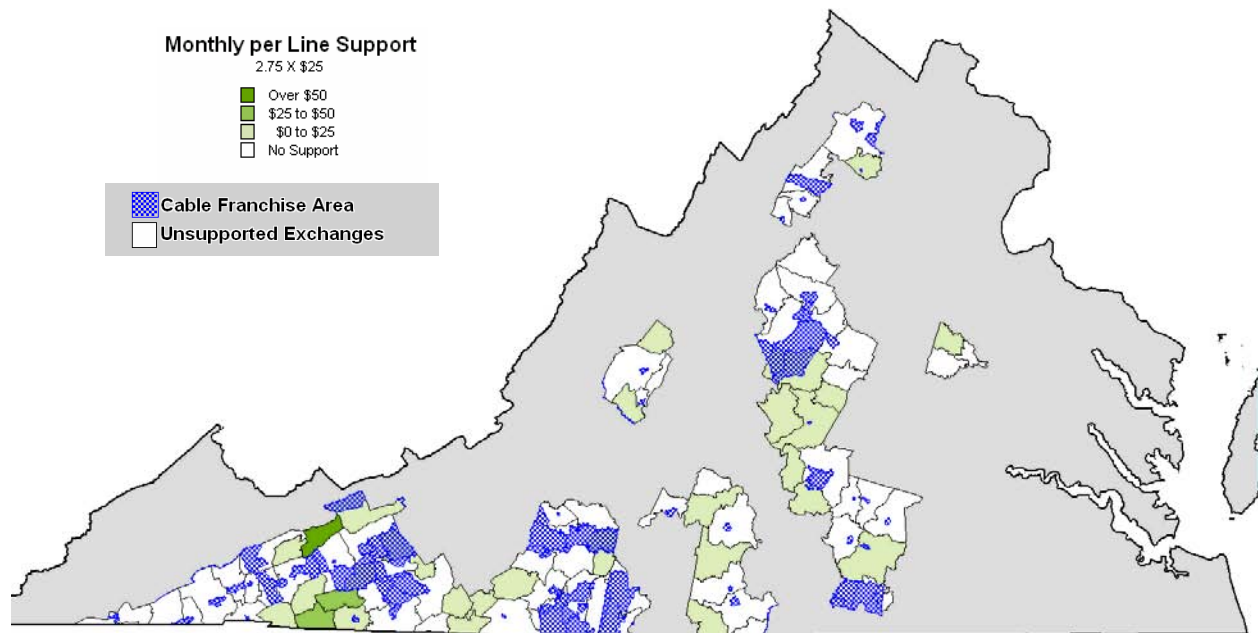 Monthly per Line Support
2.75 X $25
Over $50
$25 to $50
$0 to $25
No Support
Cable Franchise Area
Unsupported Exchanges